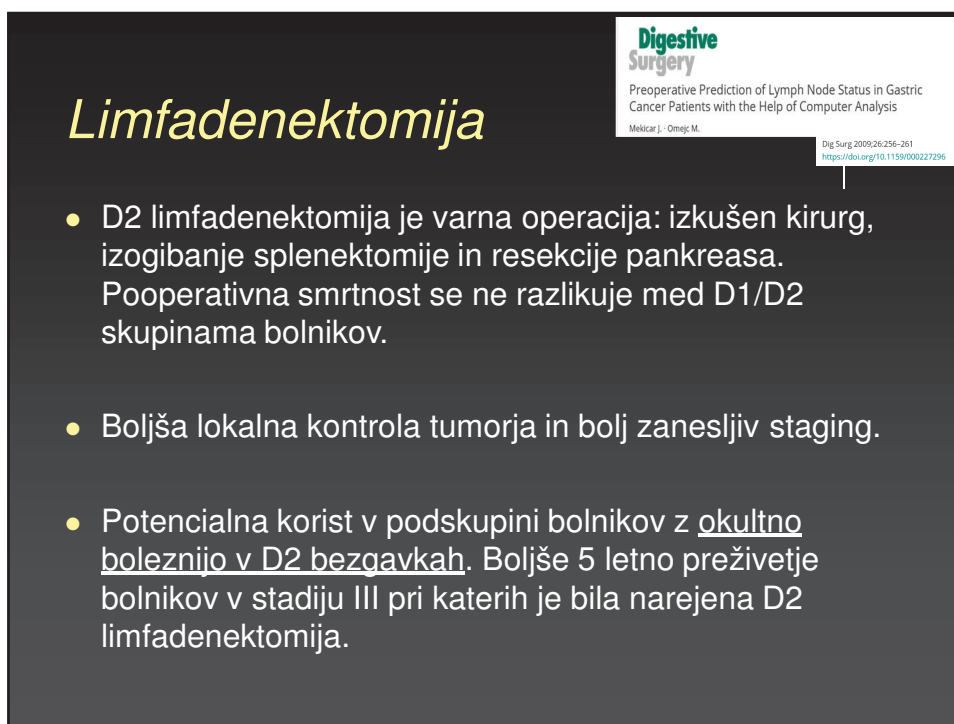 Digestive
Surgery
Preoperative Prediction of Lymph Node Status in Gastric
Cancer Patients with the Help of Computer Analysis
Mekicar J. · Omejc M.
Dig Surg 2009;26:256–261
https://doi.org/10.1159/000227296
Limfadenektomija
● D2 limfadenektomija je varna operacija: izkušen kirurg,
izogibanje splenektomije in resekcije pankreasa.
Pooperativna smrtnost se ne razlikuje med D1/D2
skupinama bolnikov.
● Boljša lokalna kontrola tumorja in bolj zanesljiv staging.
● Potencialna korist v podskupini bolnikov z okultno
boleznijo v D2 bezgavkah. Boljše 5 letno preživetje
bolnikov v stadiju III pri katerih je bila narejena D2
limfadenektomija.